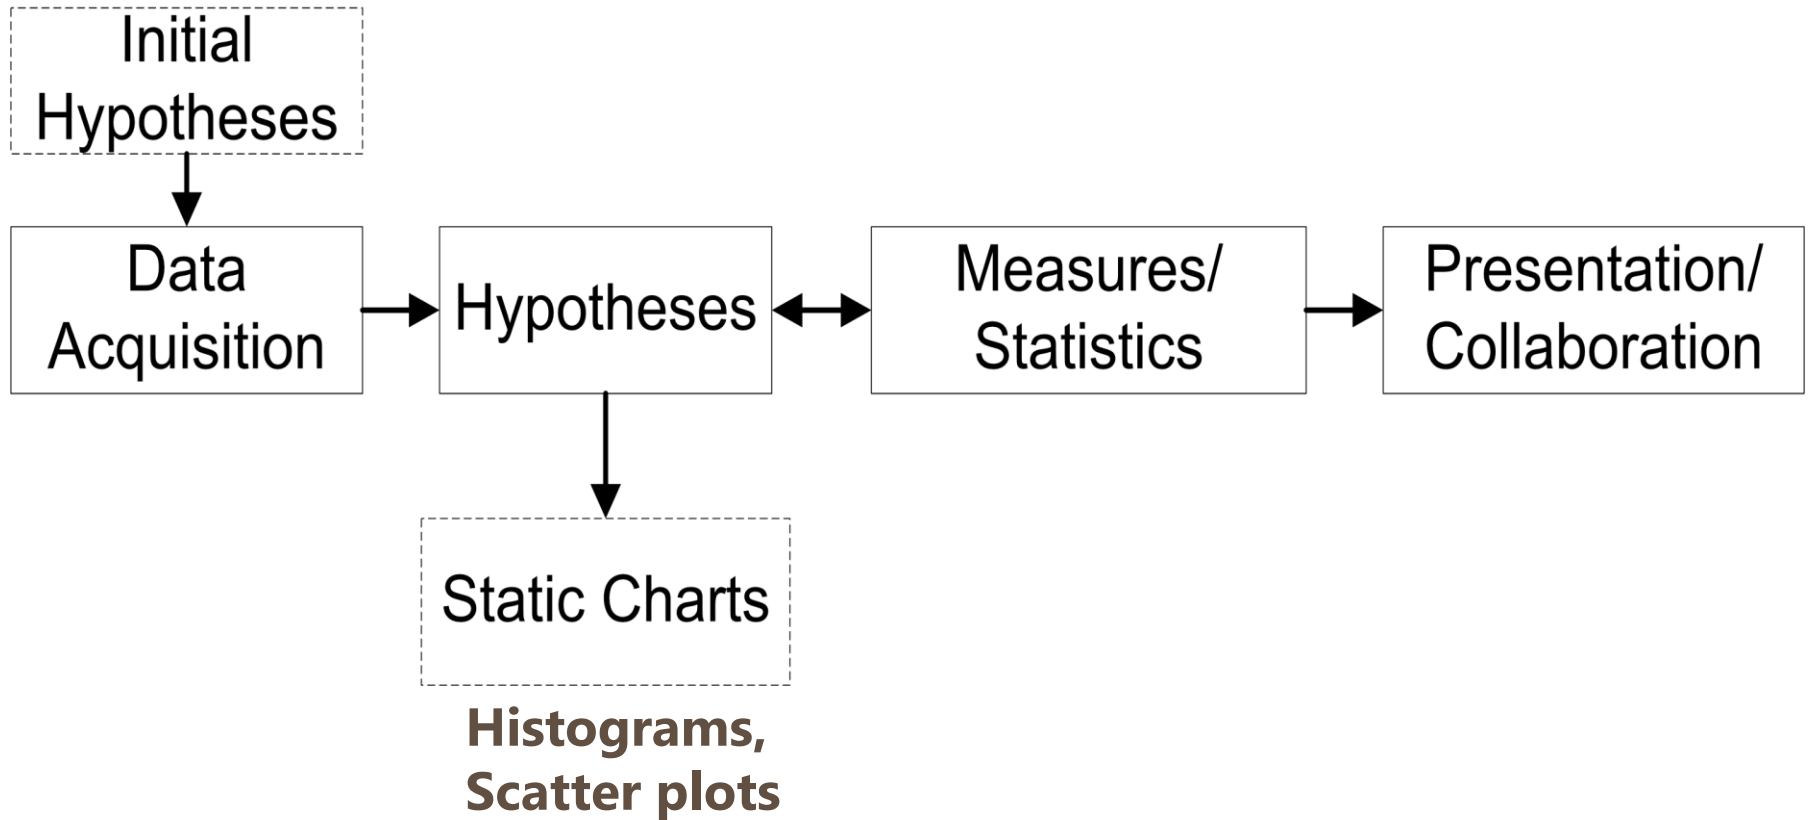 Initial
Hypotheses
Data
Acquisition
Hypotheses
Measures/
Statistics
Presentation/
Collaboration
Static Charts
Histograms,
Scatter plots